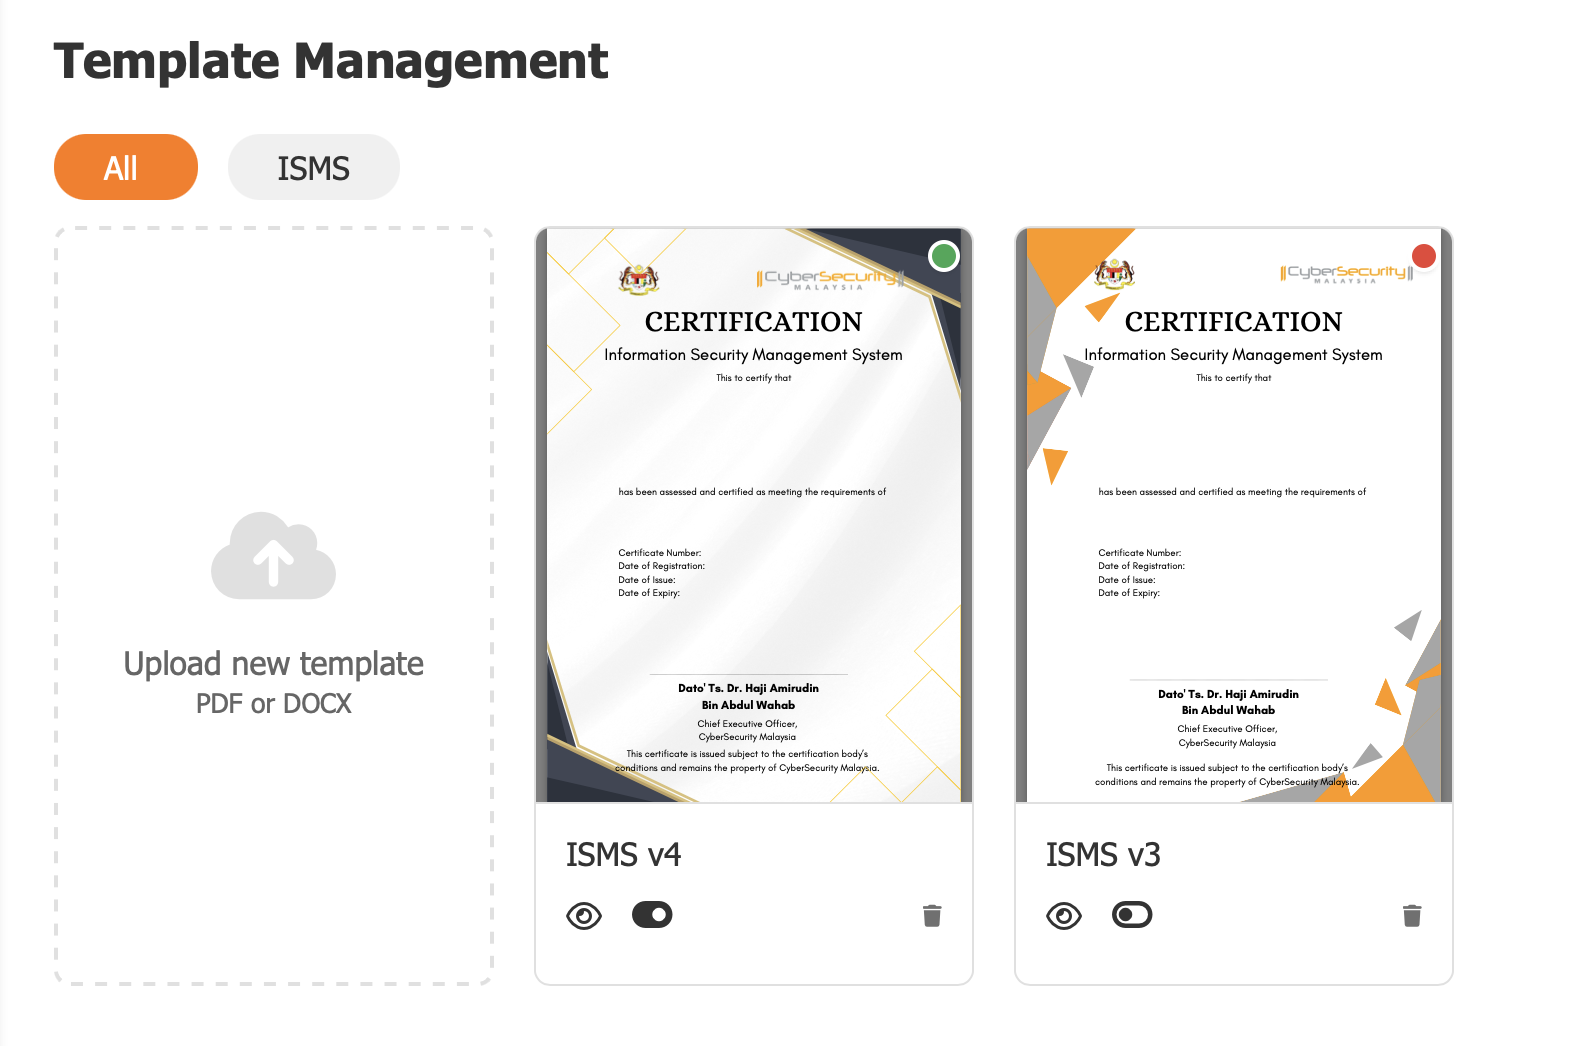 Template Management
All
ISMS
Upload new template
PDF or DOCX
CyberSecurity
MALAYSIA
CERTIFICATION
Information Security Management System
This to certify that
has been assessed and certified as meeting the requirements of
Certificate Number:
Date of Registration:
Date of Issue:
Date of Expiry:
Dato' Ts. Dr. Haji Amirudin
Bin Abdul Wahab
Chief Executive Officer,
CyberSecurity Malaysia
This certificate is issued subject to the certification body's
conditions and remains the property of CyberSecurity Malaysia.
ISMS v4
CyberSecurity
MALAYSIA
CERTIFICATION
Information Security Management System
This to certify that
has been assessed and certified as meeting the requirements of
Certificate Number:
Date of Registration:
Date of Issue:
Date of Expiry:
Dato' Ts. Dr. Haji Amirudin
Bin Abdul Wahab
Chief Executive Officer,
CyberSecurity Malaysia
This certificate is issued subject to the certification body's
conditions and remains the property of CyberSecurity Malaysia.
ISMS v3